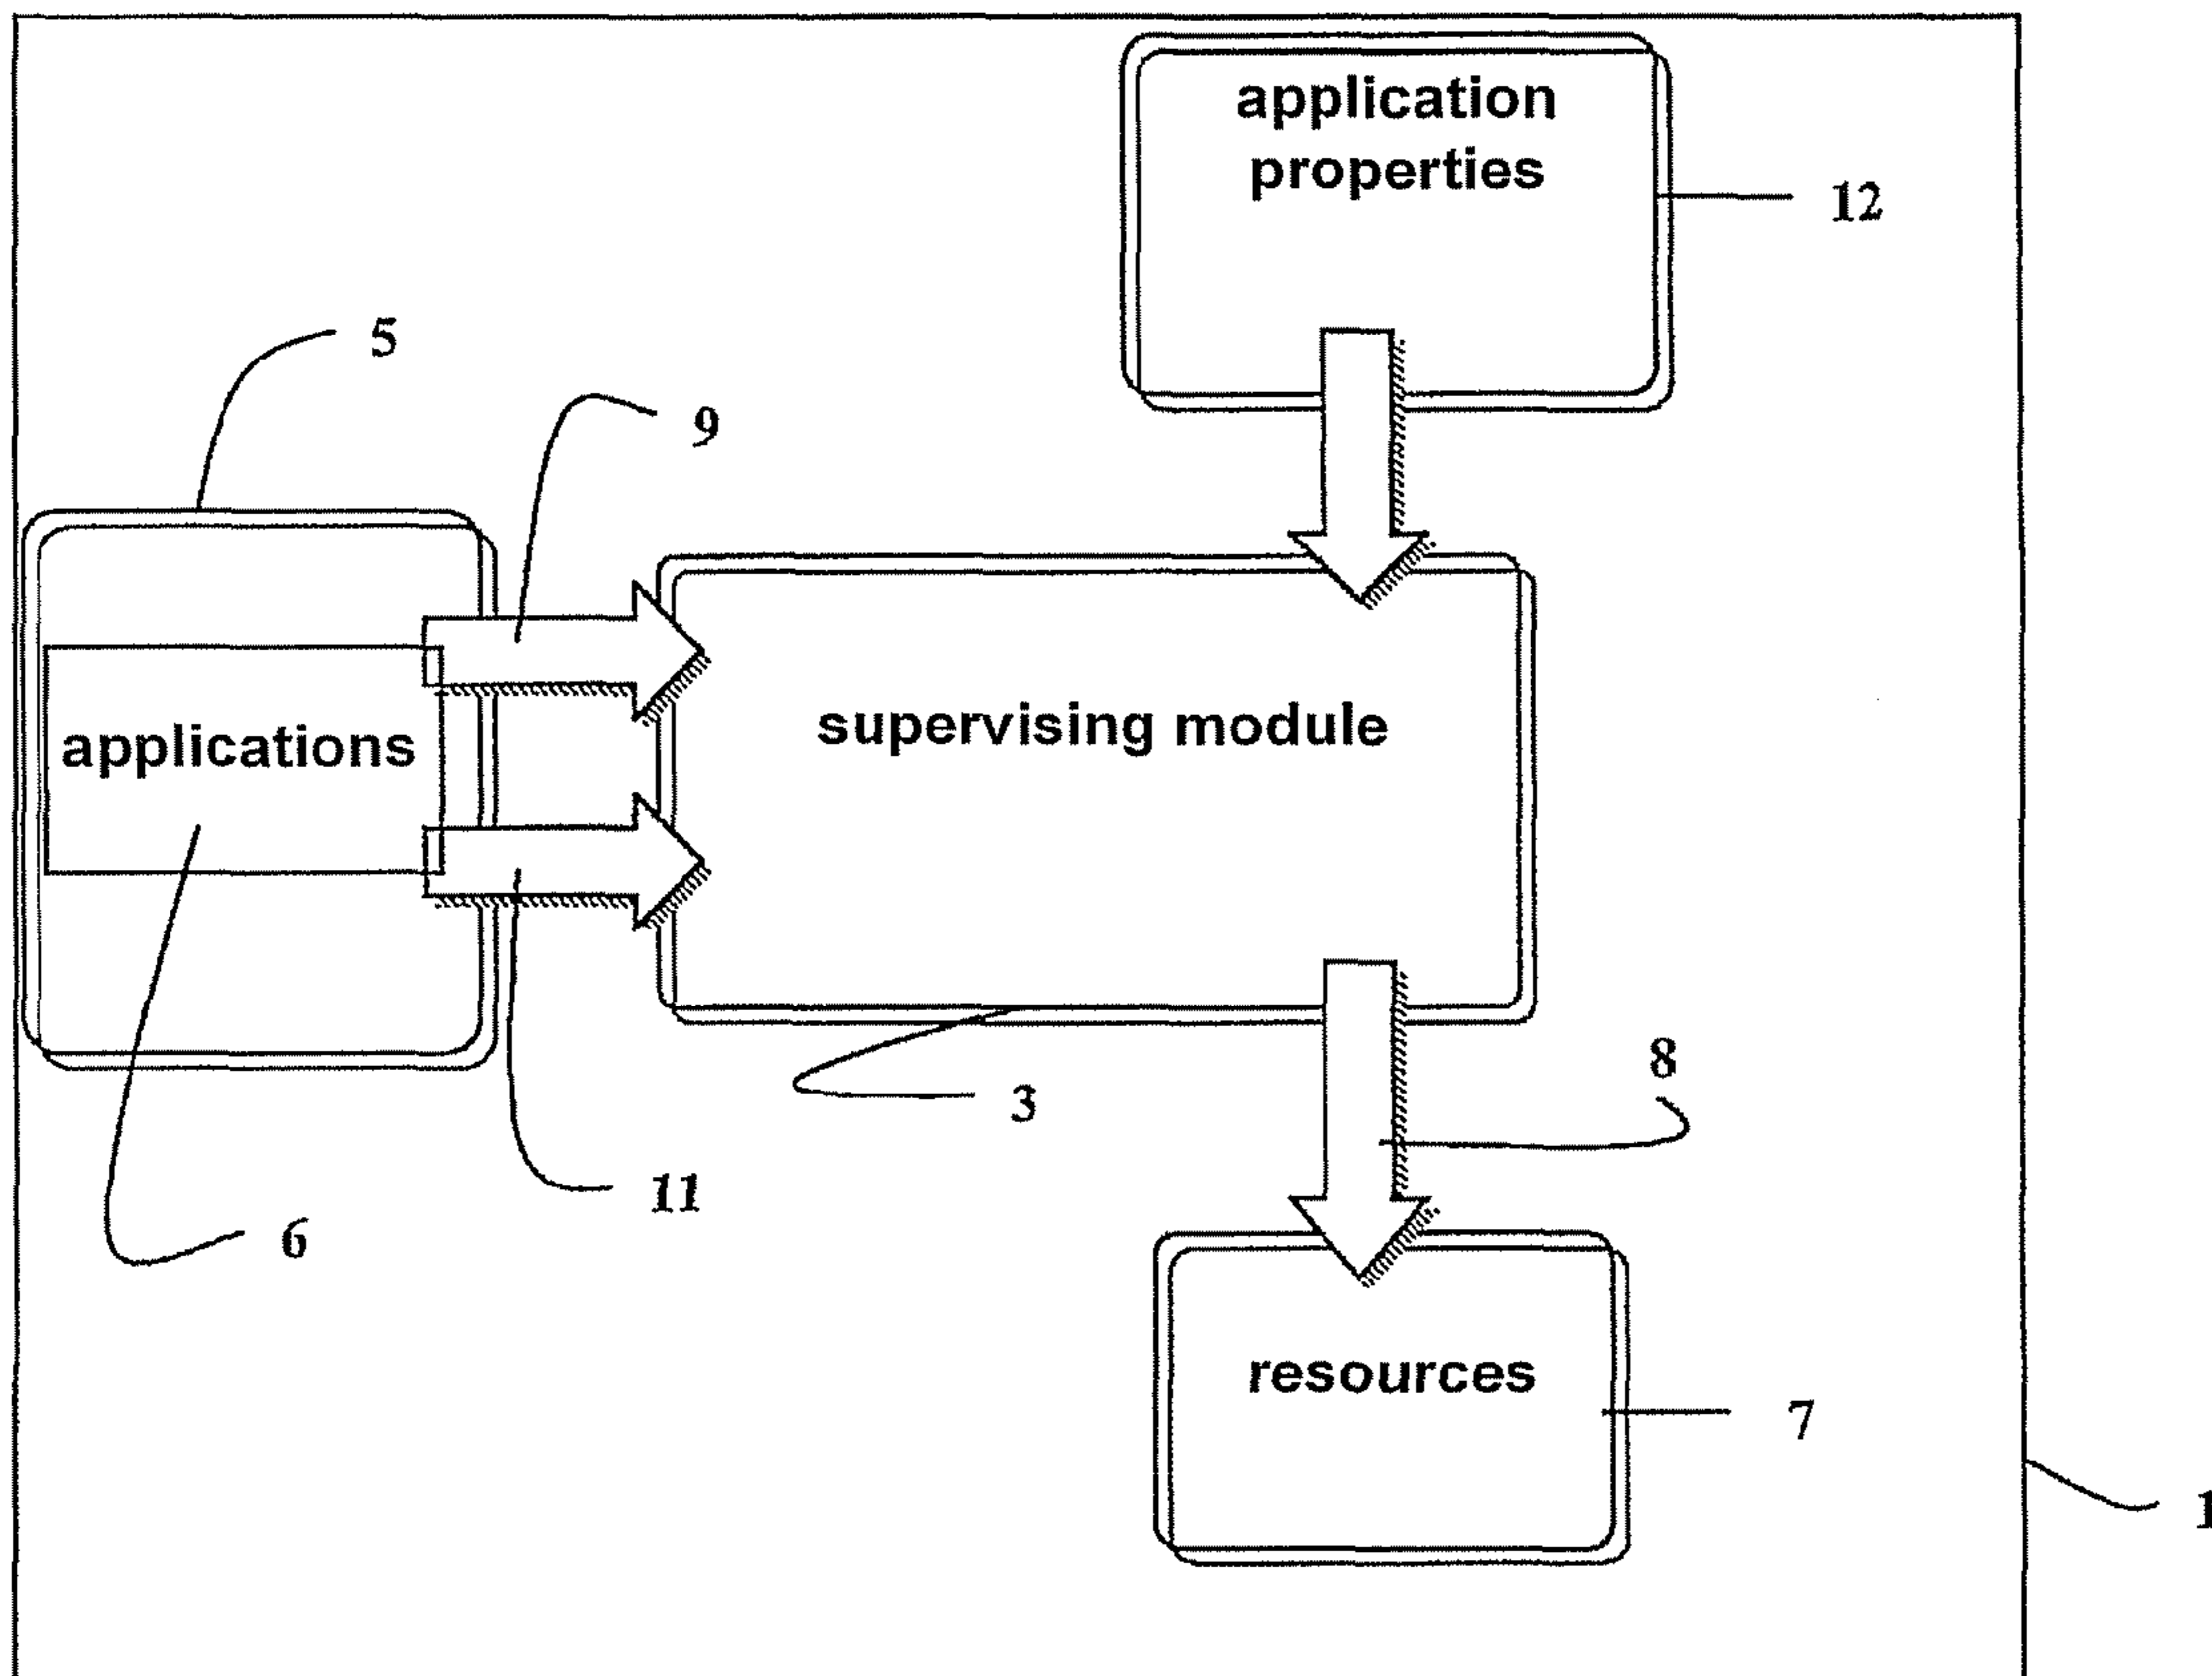 application
properties
12
5
9
supervising module
applications
8
3
11
6
resources
7
1